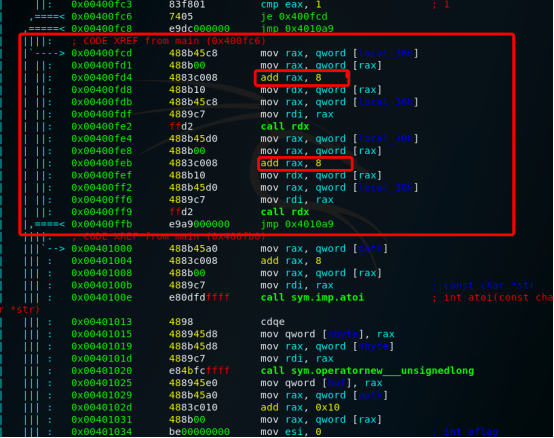 0x00400fc3 83f801 cmp eax, 1 ; 1
,====< 0x00400fc6 7405 je 0x400fcd
,=====< 0x00400fc8 e9dc000000 jmp 0x4010a9
; CODE XREF from main (0x400fc6)
----> 0x00400fcd 488b45c8 mov rax, qword [local_38h]
0x00400fd1 488b00 mov rax, qword [rax]
0x00400fd4 4883c008 add rax, 8
0x00400fd8 488b10 mov rdx, qword [rax]
0x00400fdb 488b45c8 mov rax, qword [local_38h]
0x00400fdf 4889c7 mov rdi, rax
0x00400fe2 ffd2 call rdx
0x00400fe4 488b45d0 mov rax, qword [local_30h]
0x00400fe8 488b00 mov rax, qword [rax]
0x00400feb 4883c008 add rax, 8
0x00400fef 488b10 mov rdx, qword [rax]
0x00400ff2 488b45d0 mov rax, qword [local_30h]
0x00400ff6 4889c7 mov rdi, rax
0x00400ff9 ffd2 call rdx
,====< 0x00400ffb e9a9000000 jmp 0x4010a9
; CODE XREF from main (0x400fb0)
--> 0x00401000 488b45a0 mov rax, qword [path]
0x00401004 4883c008 add rax, 8
0x00401008 488b00 mov rax, qword [rax]
0x0040100b 4889c7 mov rdi, rax ; const char *str
0x0040100e e80dfdffff call sym.imp.atoi ; int atoi(const cha
r *str)
0x00401013 4898 cdqe
0x00401015 488945d8 mov qword [nbyte], rax
0x00401019 488b45d8 mov rax, qword [nbyte]
0x0040101d 4889c7 mov rdi, rax
0x00401020 e84bfcffff call sym.operatornew___unsignedlong
0x00401025 488945e0 mov qword [buf], rax
0x00401029 488b45a0 mov rax, qword [path]
0x0040102d 4883c010 add rax, 0x10
0x00401031 488b00 mov rax, qword [rax]
0x00401034 be00000000 mov esi, 0 ; int oflag